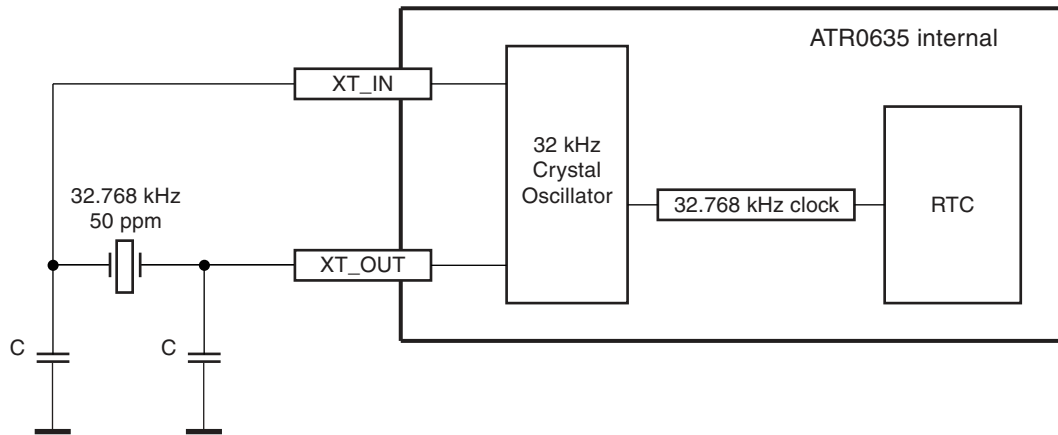 ATR0635 internal
XT_IN
32 kHz
Crystal
Oscillator
32.768 kHz
50 ppm
32.768 kHz clock
RTC
XT_OUT
C
C